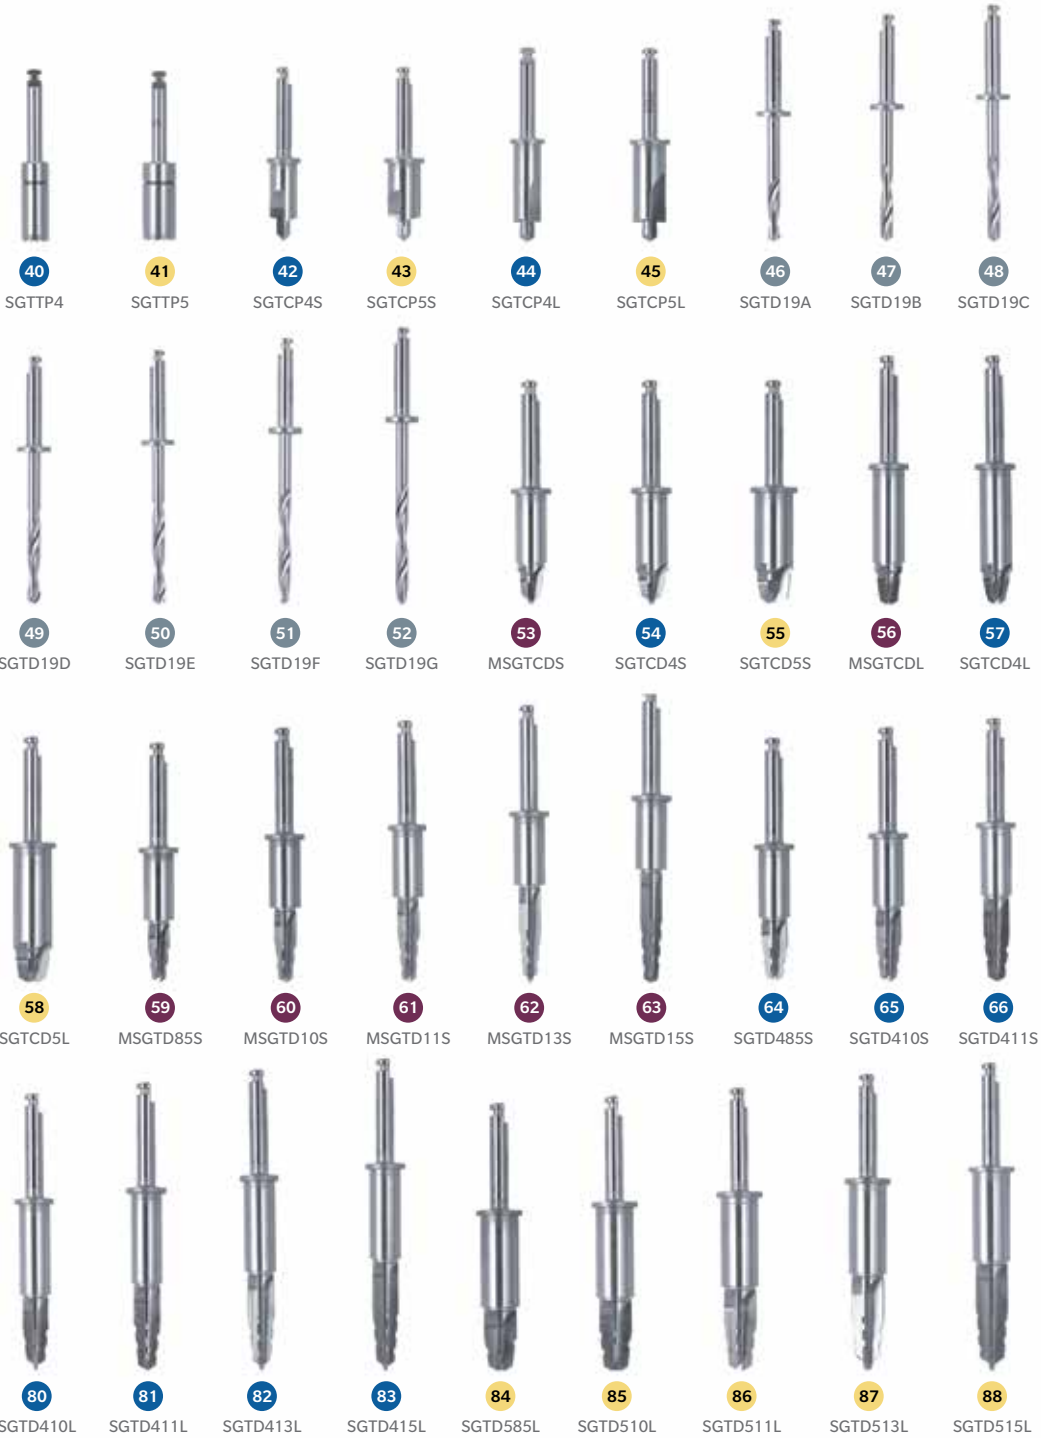 40 41 42 43 44 45 46 47 48
SGTTP4 SGTTP5 SGTCP4S SGTCP5S SGTCP4L SGTCP5L SGTD19A SGTD19B SGTD19C
49 50 51 52 53 54 55 56 57
SGTD19D SGTD19E SGTD19F SGTD19G MSGTCDS SGTCD4S SGTCD5S MSGTCDL SGTCD4L
58 59 60 61 62 63 64 65 66
SGTCD5L MSGTD85S MSGTD10S MSGTD11S MSGTD13S MSGTD15S SGTD485S SGTD410S SGTD411S
80 81 82 83 84 85 86 87 88
SGTD410L SGTD411L SGTD413L SGTD415L SGTD585L SGTD510L SGTD511L SGTD513L SGTD515L